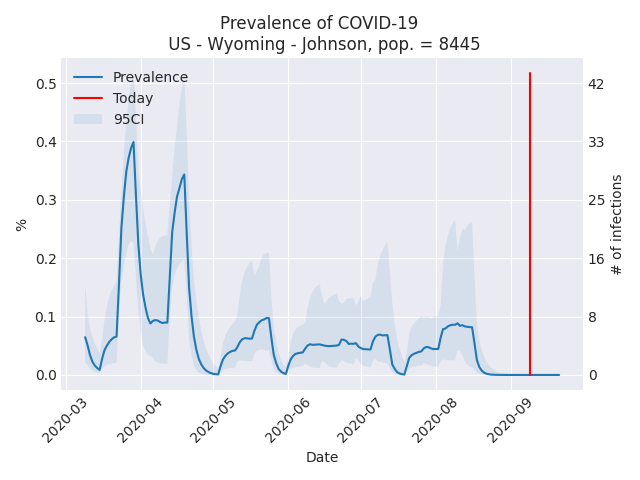 Prevalence of COVID-19
US - Wyoming - Johnson, pop. = 8445
Prevalence
Today
95CI
0.5
0.4
0.3
0.2
0.1
0.0
%
42
33
25
16
8
0
# of infections
2020-03
2020-04
2020-05
2020-06
2020-07
2020-08
2020-09
Date